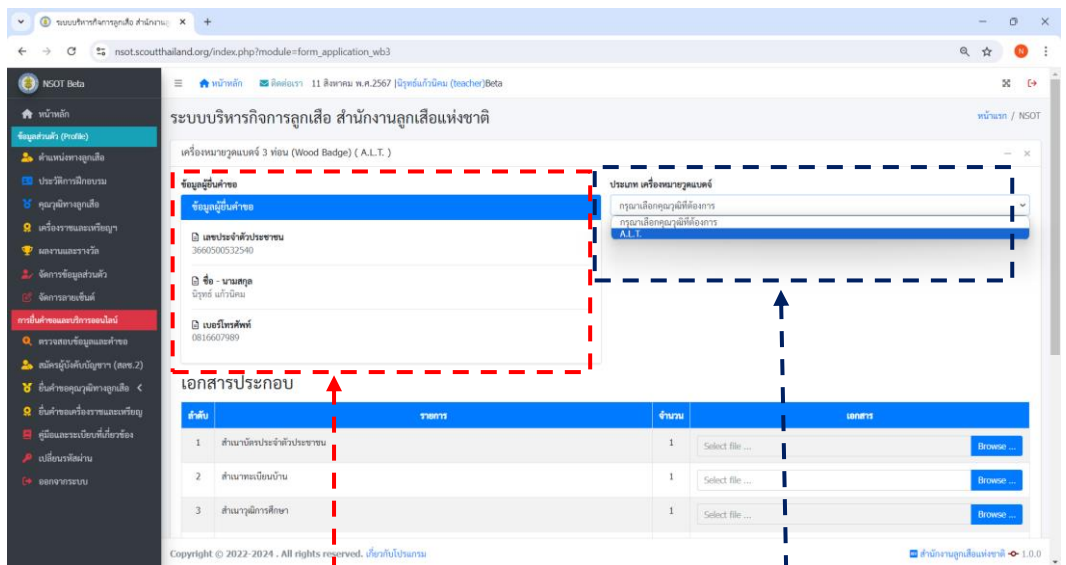 ระบบบริหารกิจการลูกเสือ สำนักงานลู
nsot.scoutthailand.org/index.php?module=form_application_wb3
N
NSOT Beta
หน้าหลัก ติดต่อเรา 11 สิงหาคม พ.ศ.2567 |นิรุทธ์แก้วนิคม (teacher)Beta
หน้าหลัก
ข้อมูลส่วนตัว (Profile)
ตำแหน่งทางลูกเสือ
ประวัติการฝึกอบรม
คุณวุฒิทางลูกเสือ
เครื่องราชและเหรียญฯ
ผลงานและรางวัล
จัดการข้อมูลส่วนตัว
จัดการลายเซ็นต์
การยื่นคำขอและบริการออนไลน์
ตรวจสอบข้อมูลและคำขอ
สมัครผู้บังคับบัญชาฯ (ลสช.2)
ยื่นคำขอคุณวุฒิทางลูกเสือ
ยื่นคำขอเครื่องราชและเหรียญ
คู่มือและระเบียบที่เกี่ยวข้อง
เปลี่ยนรหัสผ่าน
ออกจากระบบ
ระบบบริหารกิจการลูกเสือ สำนักงานลูกเสือแห่งชาติ
หน้าแรก / NSOT
เครื่องหมายวูดแบดจ์ 3 ท่อน (Wood Badge) ( A.L.T. )
ข้อมูลผู้ยื่นคำขอ
ข้อมูลผู้ยื่นคำขอ
เลขประจำตัวประชาชน
3660500532540
ชื่อ - นามสกุล
นิรุทธ์ แก้วนิคม
เบอร์โทรศัพท์
0816607989
ประเภท เครื่องหมายวูดแบดจ์
กรุณาเลือกคุณวุฒิที่ต้องการ
กรุณาเลือกคุณวุฒิที่ต้องการ
A.L.T.
เอกสารประกอบ
ลำดับ รายการ จำนวน เอกสาร
1 สำเนาบัตรประจำตัวประชาชน 1 Select file ... Browse ...
2 สำเนาทะเบียนบ้าน 1 Select file ... Browse ...
3 สำเนาวุฒิการศึกษา 1 Select file ... Browse ...
Copyright © 2022-2024 . All rights reserved. เกี่ยวกับโปรแกรม
สำนักงานลูกเสือแห่งชาติ 1.0.0